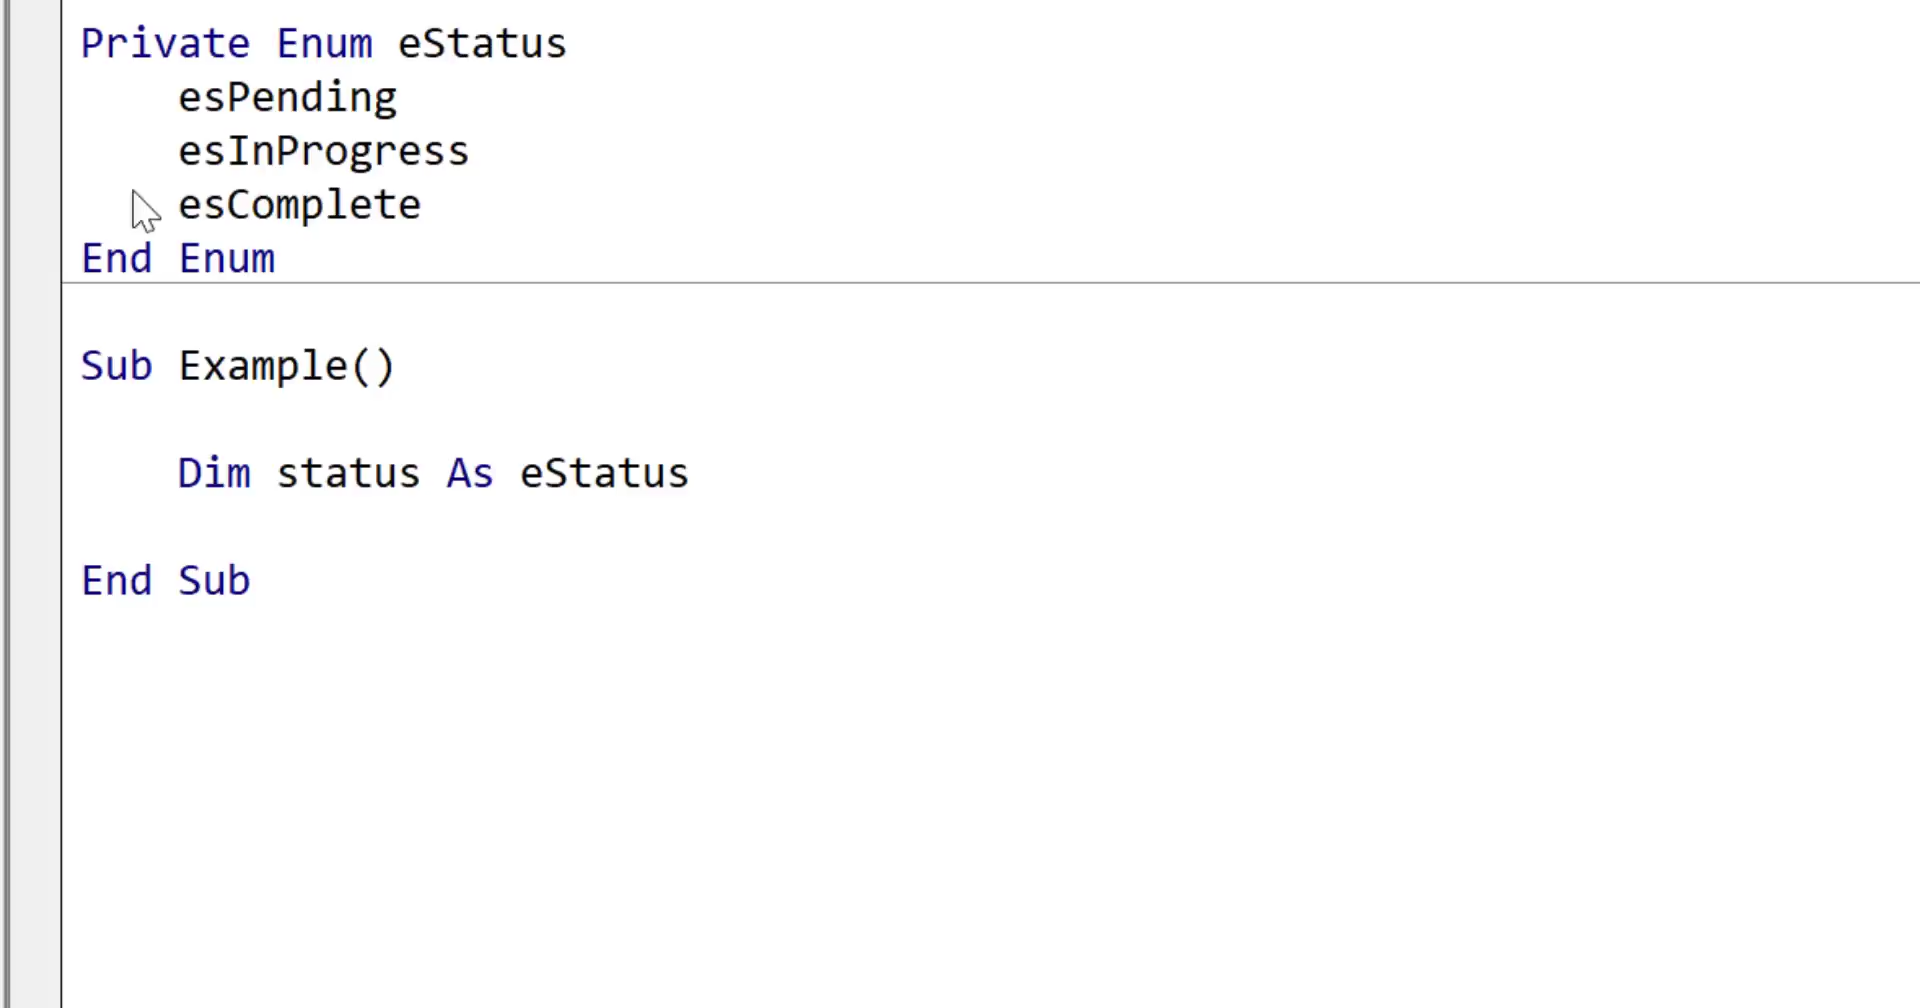 Private Enum eStatus
    esPending
    esInProgress
    esComplete
End Enum
Sub Example()
    Dim status As eStatus
End Sub